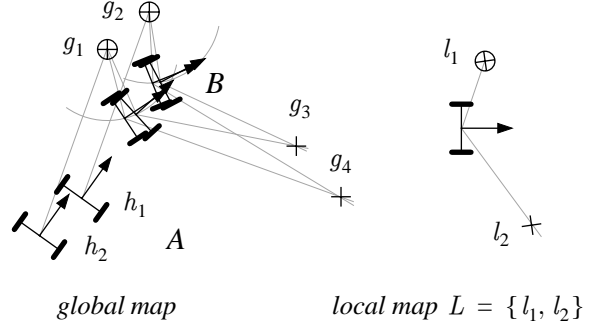 g2
g1
l1
B
g3
g4
h1
h2
A
l2
global map
local map L = {l1, l2}